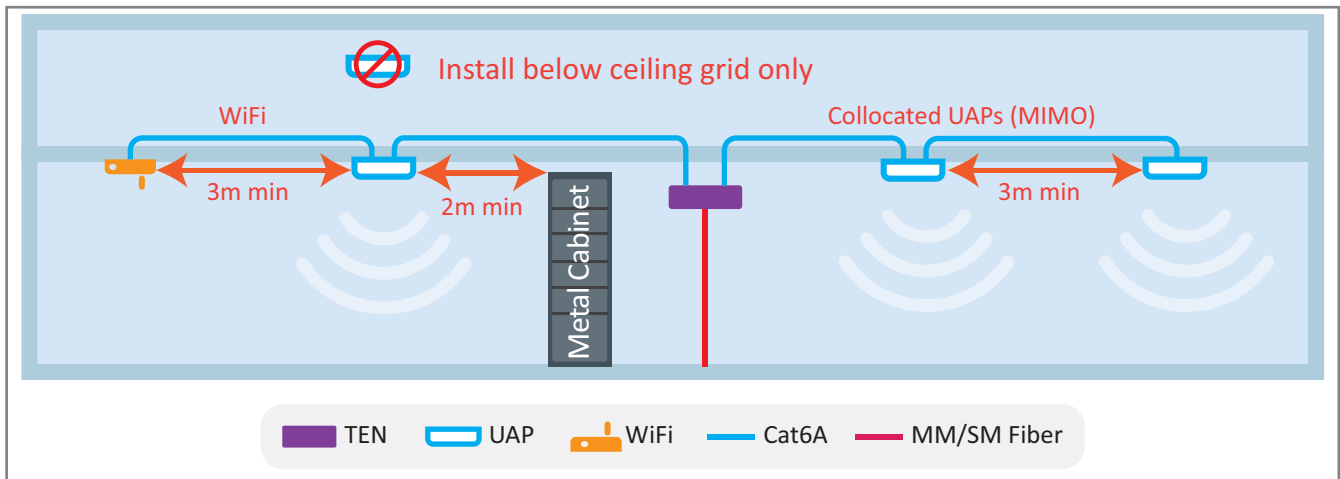 Install below ceiling grid only
WiFi
Collocated UAPs (MIMO)
3m min
2m min
Metal Cabinet
3m min
TEN
UAP
WiFi
Cat6A
MM/SM Fiber